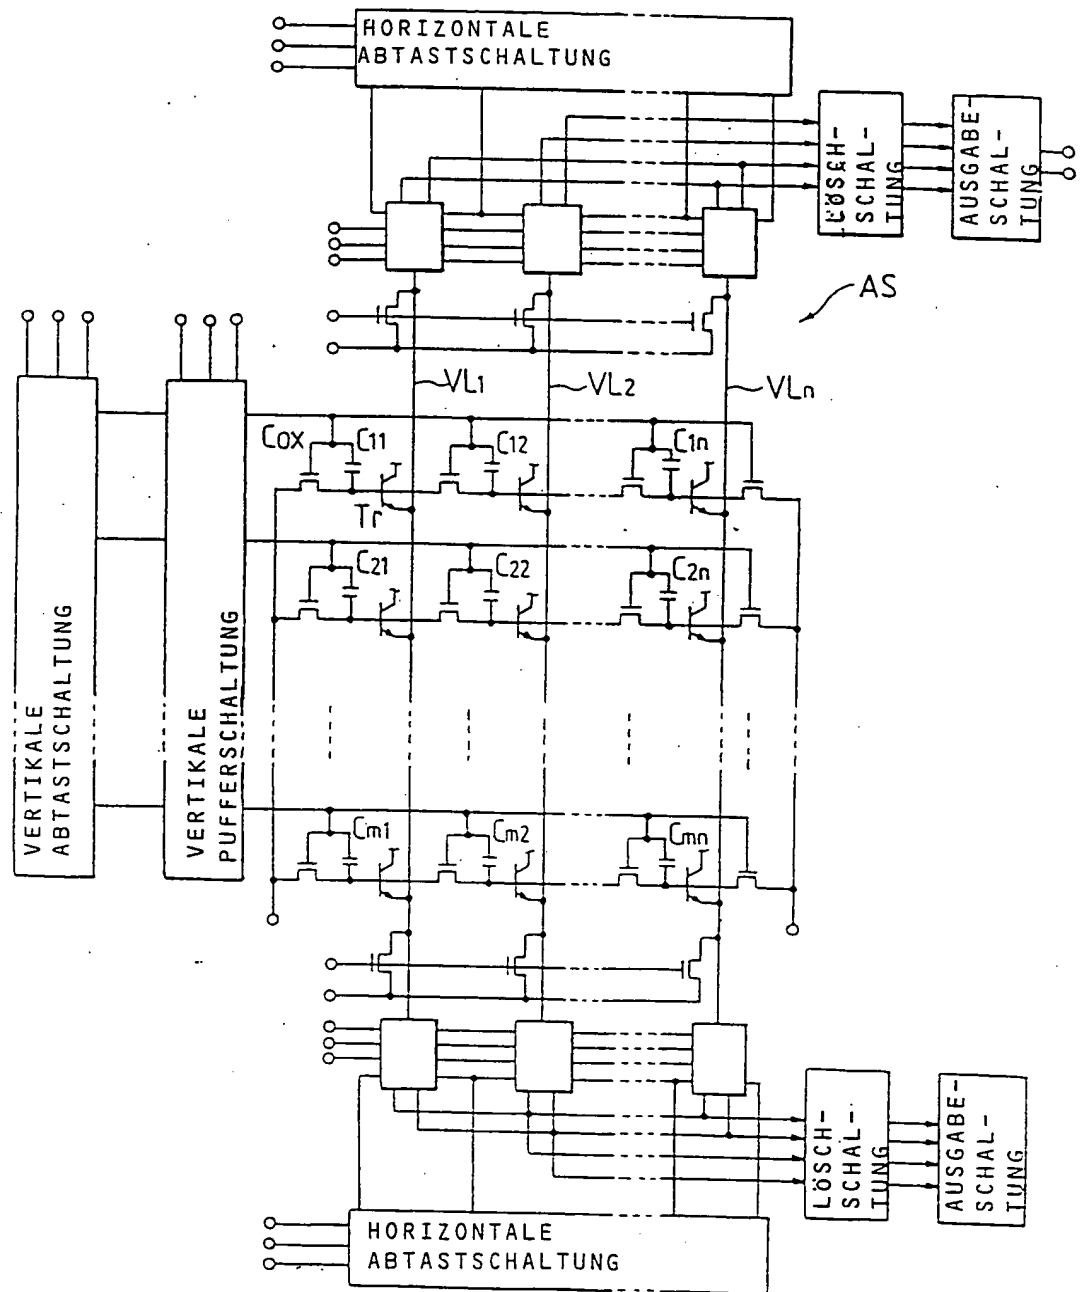 HORIZONTALE
ABTASTSCHALTUNG
LÖSCH-
SCHAL-
TUNG
AUSGABE-
SCHAL-
TUNG
AS
VL1
VL2
VLn
Cox
C11
C12
C1n
Tr
C21
C22
C2n
VERTIKALE
ABTASTSCHALTUNG
VERTIKALE
PUFFERSCHALTUNG
Cm1
Cm2
Cmn
LÖSCH-
SCHAL-
TUNG
AUSGABE-
SCHAL-
TUNG
HORIZONTALE
ABTASTSCHALTUNG